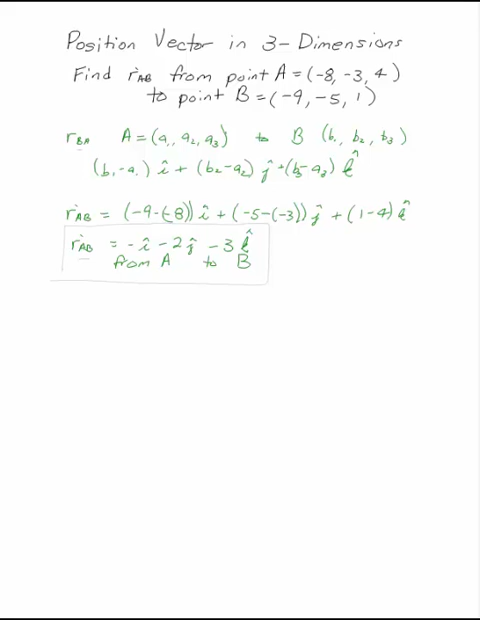 Position Vector in 3-Dimensions
Find r⃗AB from point A = (-8, -3, 4)
to point B = (-9, -5, 1)
rBA A = (a1, a2, a3) to B (b1, b2, b3)
(b1-a1) î + (b2-a2) ĵ + (b3-a3) k̂
r⃗AB = (-9-(-8)) î + (-5-(-3)) ĵ + (1-4) k̂
r⃗AB = -î - 2ĵ - 3k̂
from A to B